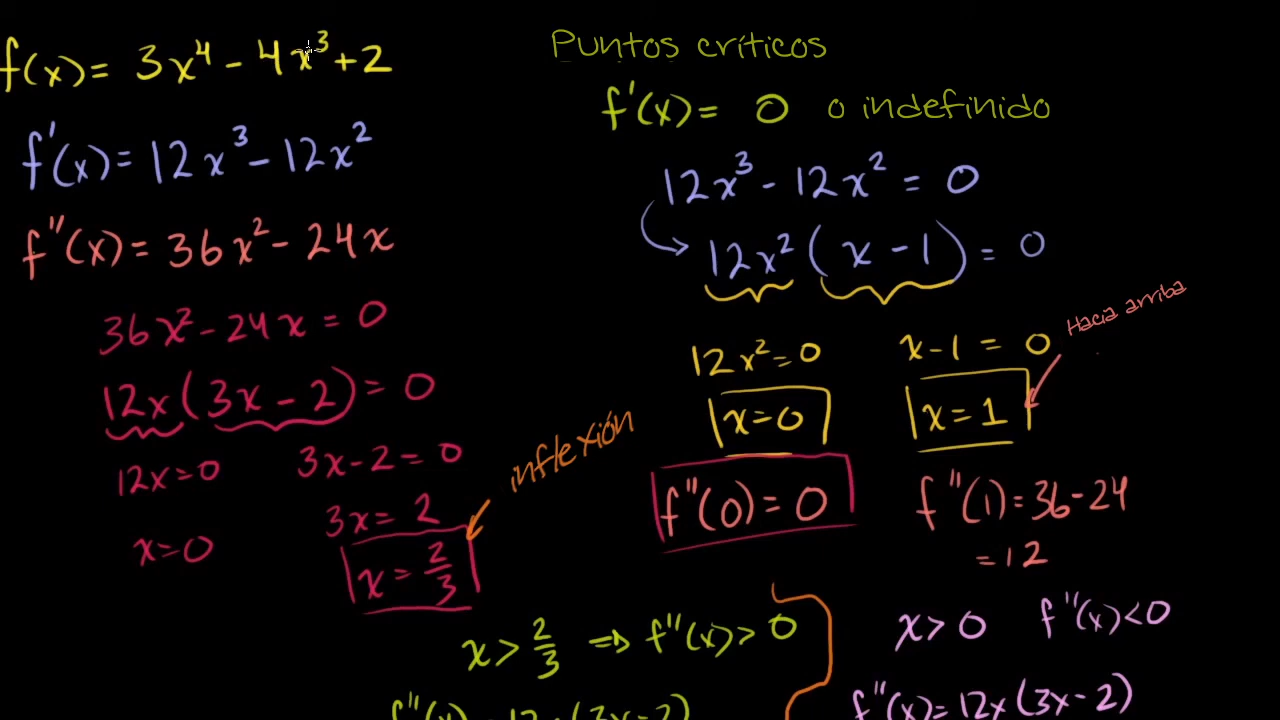 f(x) = 3x⁴ - 4x³ + 2
f'(x) = 12x³ - 12x²
f''(x) = 36x² - 24x
36x² - 24x = 0
12x(3x - 2) = 0
12x = 0
3x - 2 = 0
x = 0
3x = 2
x = 2/3
inflexión
Puntos críticos
f'(x) = 0 o indefinido
12x³ - 12x² = 0
12x²(x - 1) = 0
12x² = 0
x = 0
f''(0) = 0
x - 1 = 0
x = 1
Hacia arriba
f''(1) = 36 - 24
= 12
x > 2/3 ⇒ f''(x) > 0
f''(x) = 12x(3x - 2)
x > 0 f''(x) < 0
f''(x) = 12x(3x - 2)